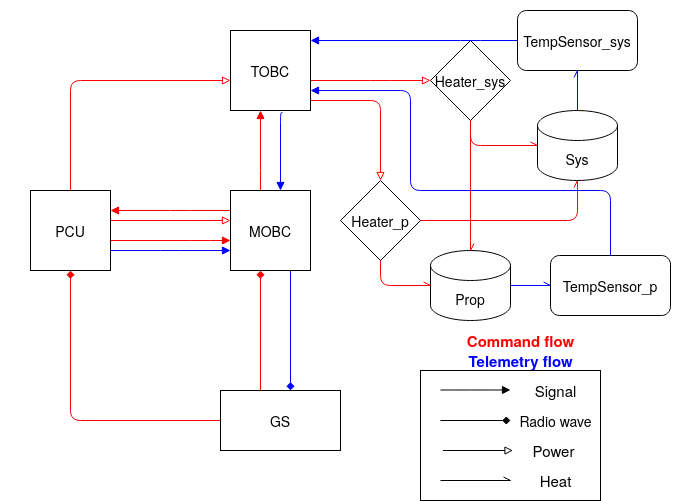 TempSensor_sys
TOBC
Heater_sys
Sys
Heater_p
PCU
MOBC
TempSensor_p
Prop
Command flow
Telemetry flow
Signal
GS
Radio wave
Power
Heat